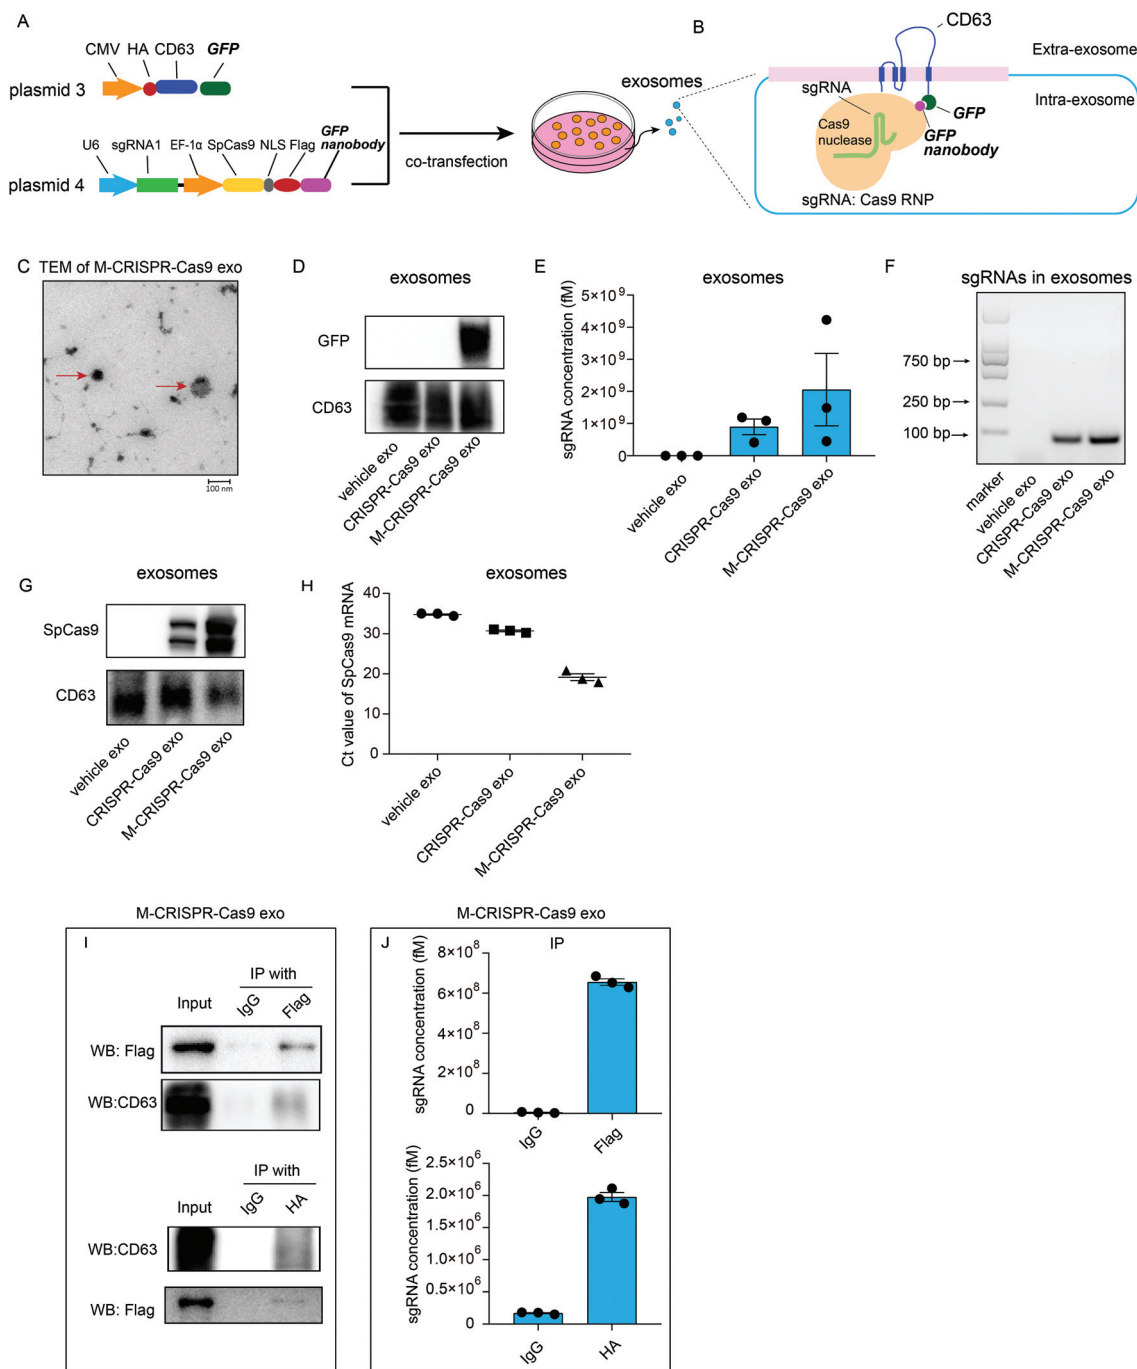 A
CMV HA CD63 GFP
plasmid 3
U6 sgRNA1 EF-1α SpCas9 NLS Flag GFP nanobody
plasmid 4
co-transfection
exosomes
B
CD63
Extra-exosome
Intra-exosome
sgRNA
Cas9
nuclease
GFP
GFP
nanobody
sgRNA: Cas9 RNP
C
TEM of M-CRISPR-Cas9 exo
100 nm
D
exosomes
GFP
CD63
vehicle exo
CRISPR-Cas9 exo
M-CRISPR-Cas9 exo
E
exosomes
sgRNA concentration (fM)
5×10⁹
4×10⁹
3×10⁹
2×10⁹
1×10⁹
0
vehicle exo
CRISPR-Cas9 exo
M-CRISPR-Cas9 exo
F
sgRNAs in exosomes
750 bp
250 bp
100 bp
marker
vehicle exo
CRISPR-Cas9 exo
M-CRISPR-Cas9 exo
G
exosomes
SpCas9
CD63
vehicle exo
CRISPR-Cas9 exo
M-CRISPR-Cas9 exo
H
exosomes
Ct value of SpCas9 mRNA
40
30
20
10
0
vehicle exo
CRISPR-Cas9 exo
M-CRISPR-Cas9 exo
M-CRISPR-Cas9 exo
I
IP with
Input IgG Flag
WB: Flag
WB:CD63
IP with
Input IgG HA
WB:CD63
WB: Flag
M-CRISPR-Cas9 exo
J
IP
sgRNA concentration (fM)
8×10⁸
6×10⁸
4×10⁸
2×10⁸
0
IgG Flag
sgRNA concentration (fM)
2.5×10⁶
2.0×10⁶
1.5×10⁶
1.0×10⁶
0.5×10⁶
0
IgG HA